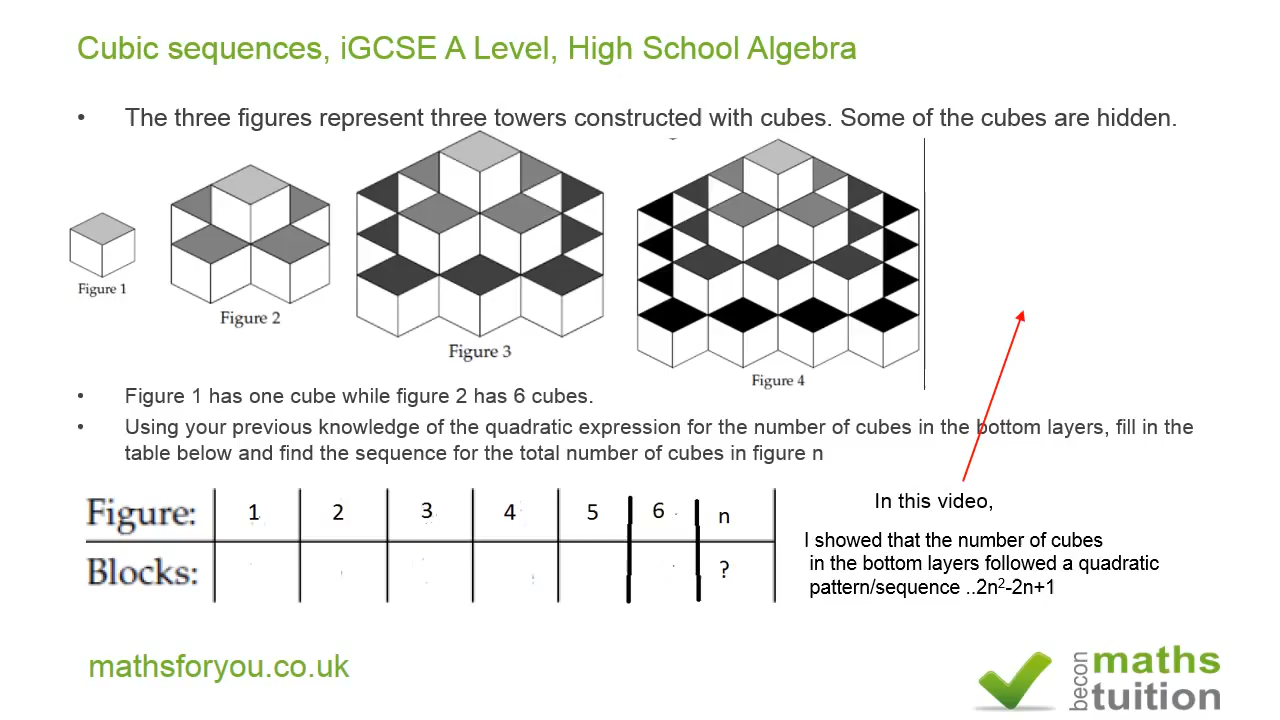 Cubic sequences, iGCSE A Level, High School Algebra
• The three figures represent three towers constructed with cubes. Some of the cubes are hidden.
Figure 1
Figure 2
Figure 3
Figure 4
• Figure 1 has one cube while figure 2 has 6 cubes.
• Using your previous knowledge of the quadratic expression for the number of cubes in the bottom layers, fill in the
table below and find the sequence for the total number of cubes in figure n
Figure: 1 2 3 4 5 6 n
Blocks: ?
In this video,
I showed that the number of cubes
in the bottom layers followed a quadratic
pattern/sequence ..2n²-2n+1
mathsforyou.co.uk
becon
maths
tuition